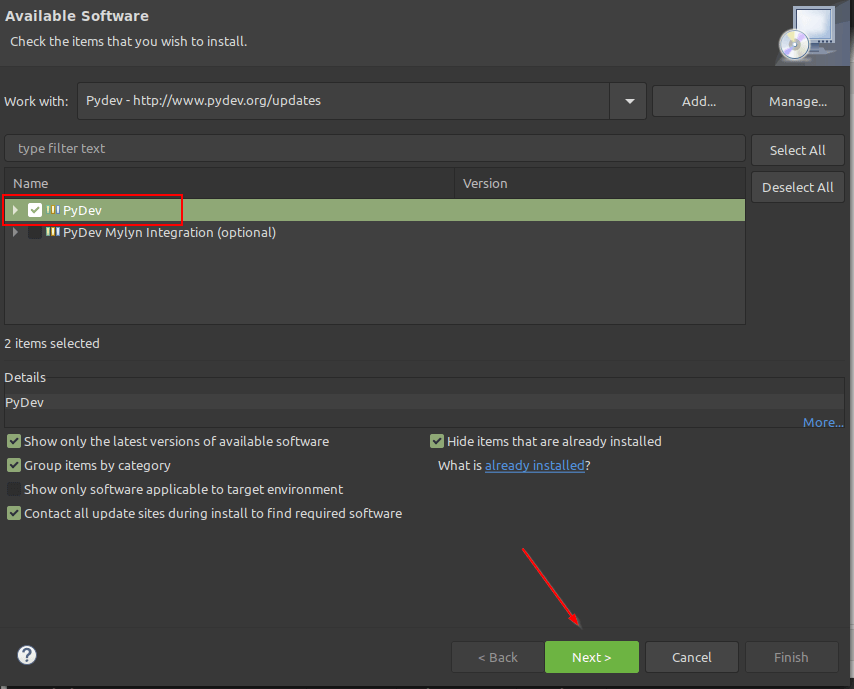 Available Software
Check the items that you wish to install.
Work with: Pydev - http://www.pydev.org/updates Add... Manage...
type filter text Select All
Name Version Deselect All
PyDev
PyDev Mylyn Integration (optional)
2 items selected
Details
PyDev
More...
Show only the latest versions of available software Hide items that are already installed
Group items by category What is already installed?
Show only software applicable to target environment
Contact all update sites during install to find required software
? < Back Next > Cancel Finish